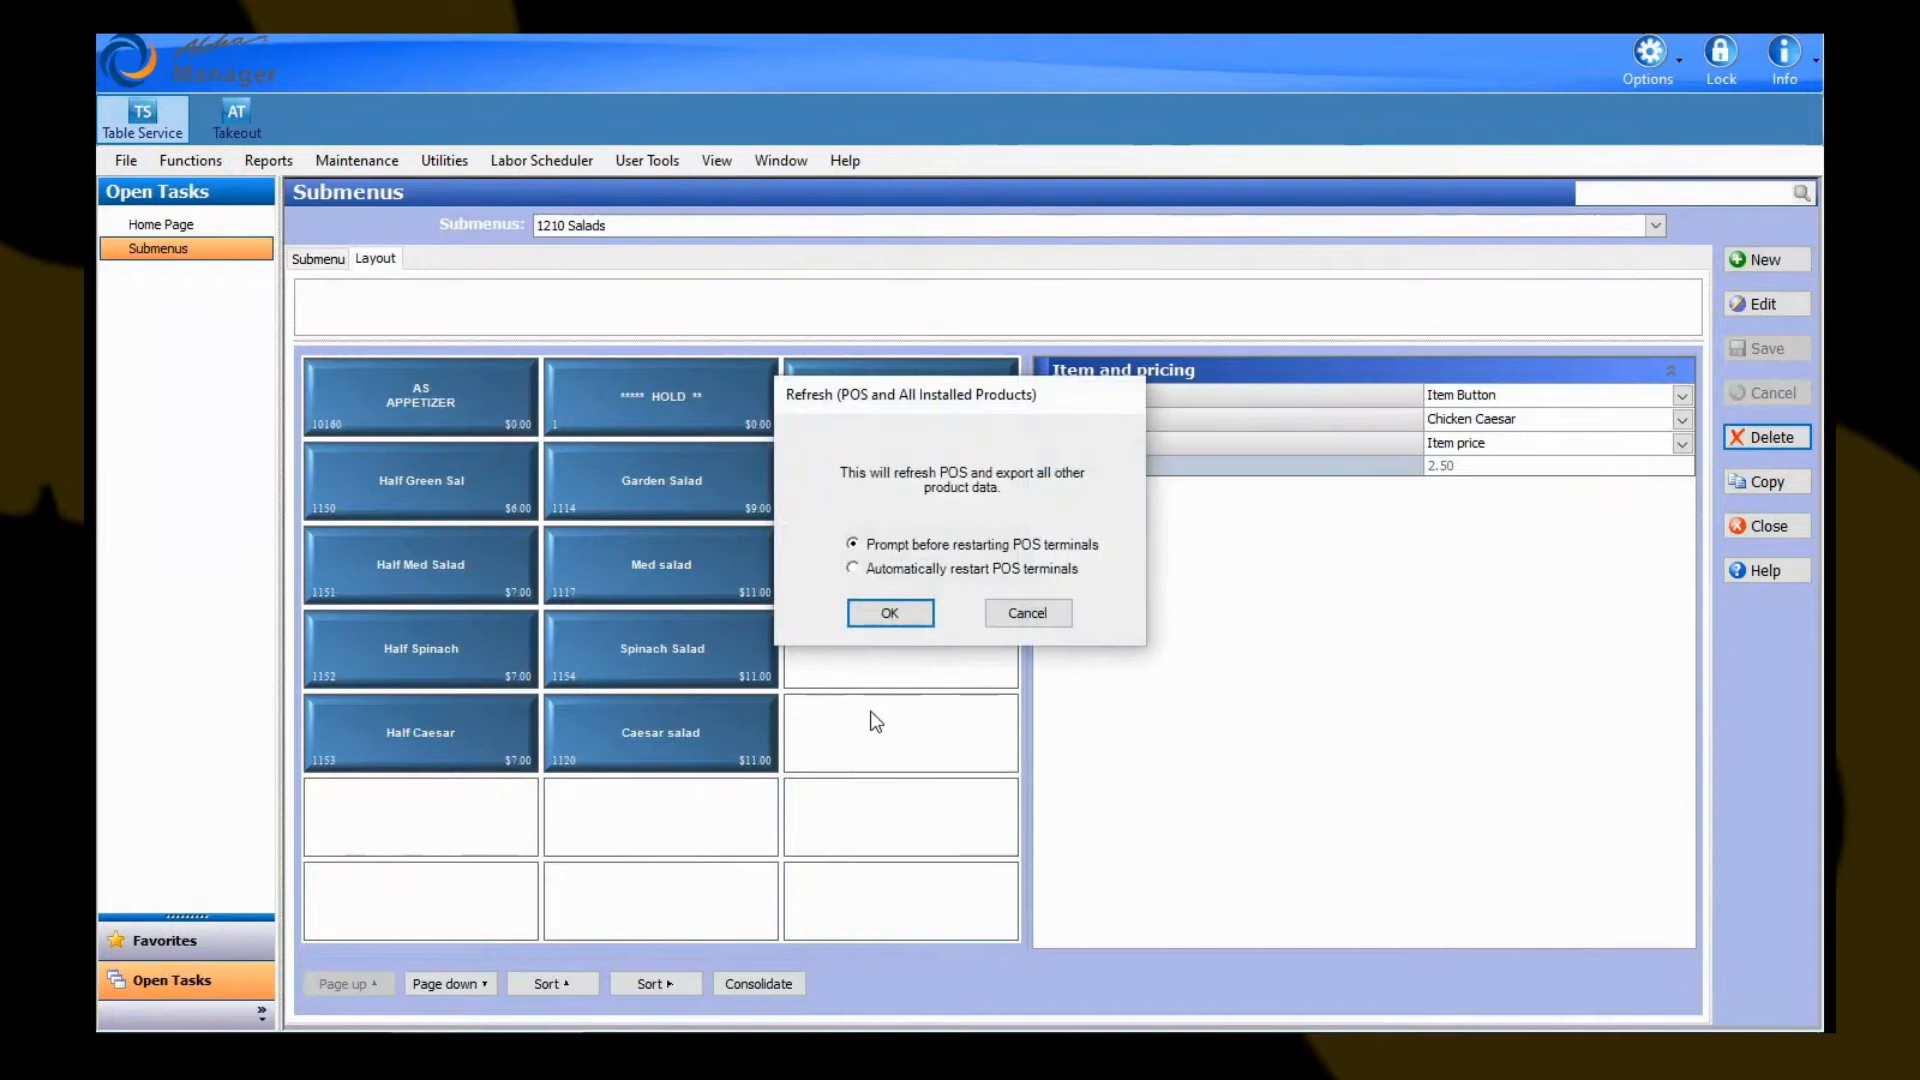 Aloha
Manager
Options
Lock
Info
TS
Table Service
AT
Takeout
File Functions Reports Maintenance Utilities Labor Scheduler User Tools View Window Help
Open Tasks
Home Page
Submenus
Submenus
Submenus: 1210 Salads
Submenu Layout
AS
APPETIZER
10160 $0.00
***** HOLD **
1 $0.00
Half Green Sal
1150 $6.00
Garden Salad
1114 $9.00
Half Med Salad
1151 $7.00
Med salad
1117 $11.00
Half Spinach
1152 $7.00
Spinach Salad
1154 $11.00
Half Caesar
1153 $7.00
Caesar salad
1120 $11.00
Refresh (POS and All Installed Products)
This will refresh POS and export all other
product data.
Prompt before restarting POS terminals
Automatically restart POS terminals
OK Cancel
Item and pricing
Item Button
Chicken Caesar
Item price
2.50
New
Edit
Save
Cancel
Delete
Copy
Close
Help
Favorites
Open Tasks
Page up Page down Sort Sort Consolidate